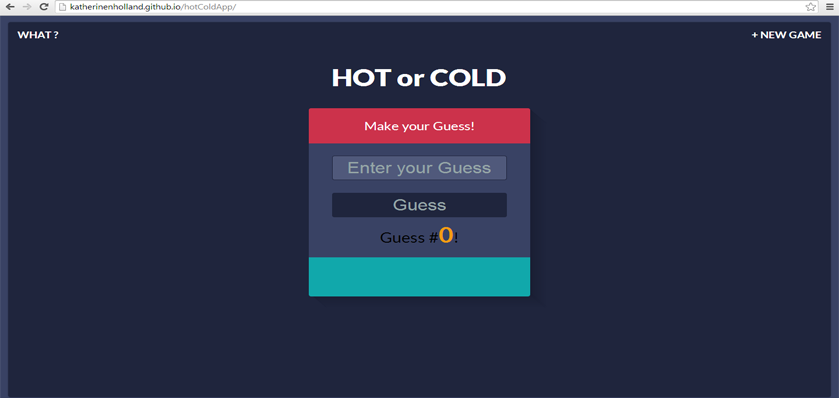 katherinenholland.github.io/hotColdApp/
WHAT ?
+ NEW GAME
HOT or COLD
Make your Guess!
Enter your Guess
Guess
Guess #0!